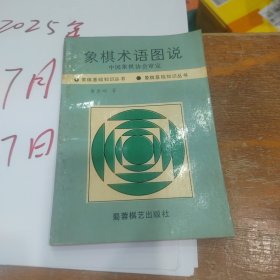 2025年
7月
7日
象棋术语图说
中国象棋协会审定
象棋基础知识丛书 ● 象棋基础知识丛书
著
蜀蓉棋艺出版社